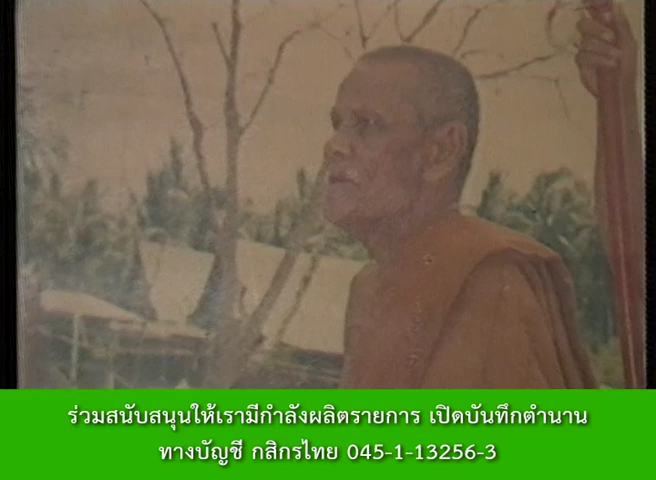 ร่วมสนับสนุนให้เรามีกำลังผลิตรายการ เปิดบันทึกตำนาน
ทางบัญชี กสิกรไทย 045-1-13256-3